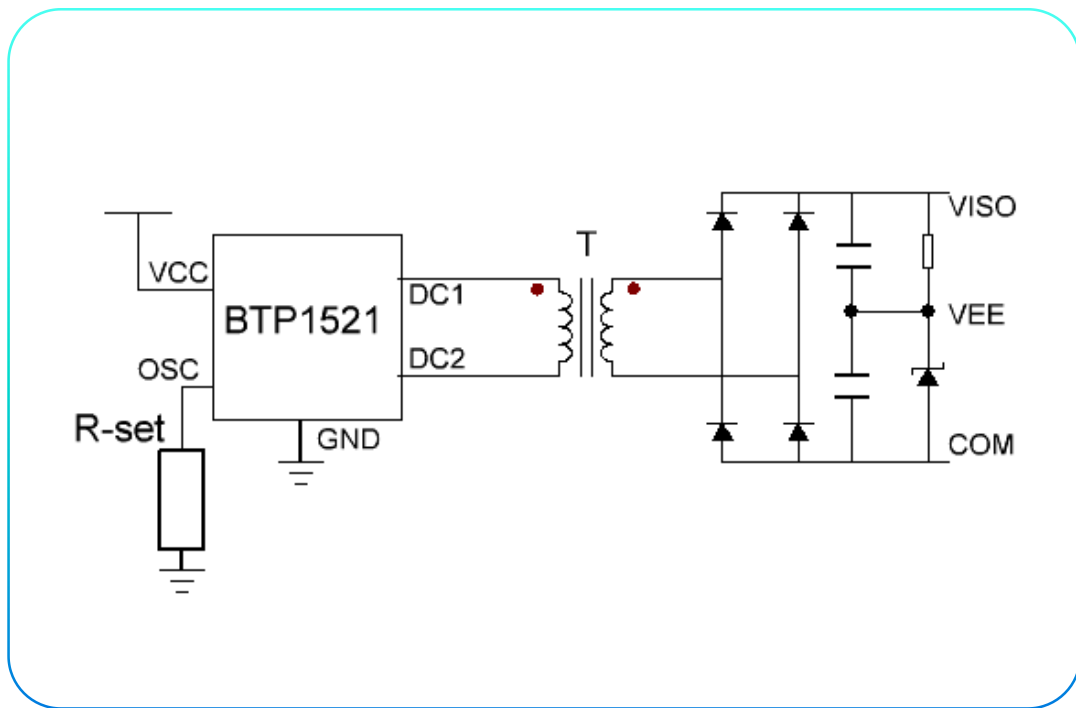 T
VISO
VCC
DC1
BTP1521
VEE
DC2
OSC
R-set
GND
COM